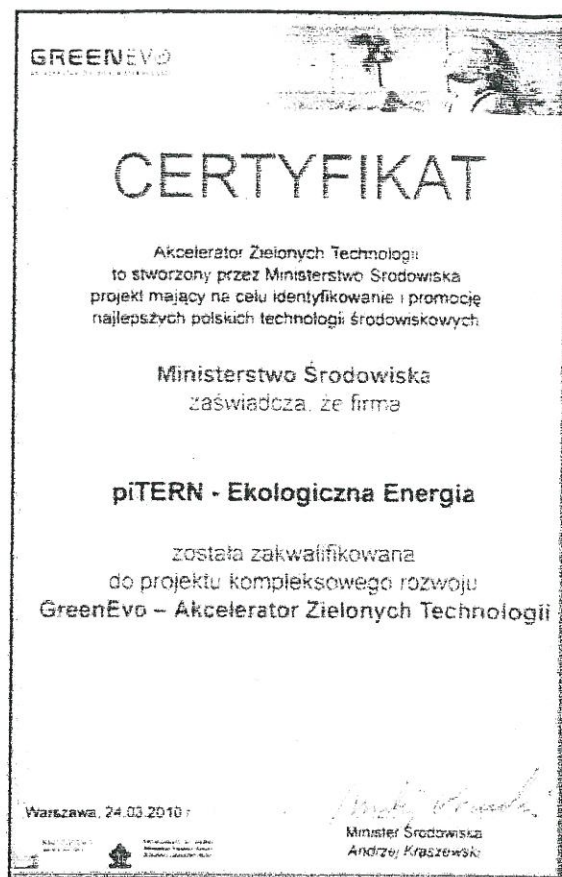 GREENEVO
CERTYFIKAT
Akcelerator Zielonych Technologii
to stworzony przez Ministerstwo Środowiska
projekt mający na celu identyfikowanie i promocję
najlepszych polskich technologii środowiskowych
Ministerstwo Środowiska
zaświadcza, że firma
piTERN - Ekologiczna Energia
została zakwalifikowana
do projektu kompleksowego rozwoju
GreenEvo – Akcelerator Zielonych Technologii
Warszawa, 24.03.2010 r.
Minister Środowiska
Andrzej Kraszewski